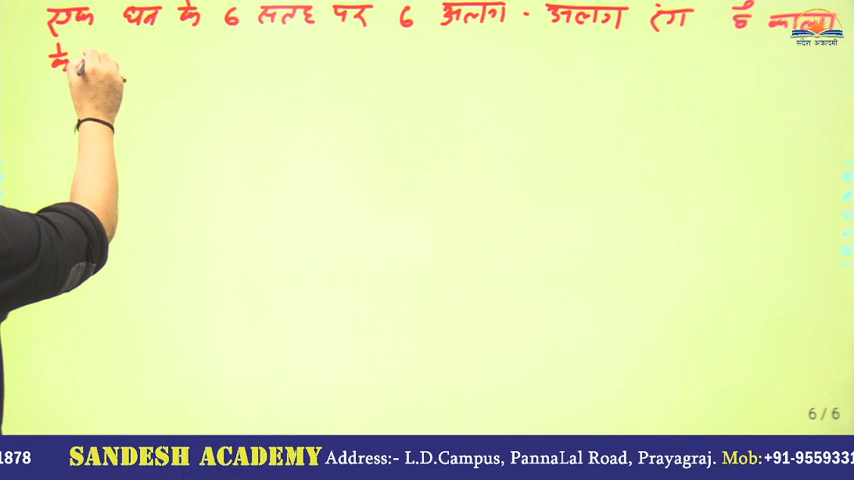 एक घन के 6 सतह पर 6 अलग - अलग रंग है काला
के
संदेश अकादमी
6 / 6
1878 SANDESH ACADEMY Address:- L.D.Campus, PannaLal Road, Prayagraj. Mob:+91-9559331